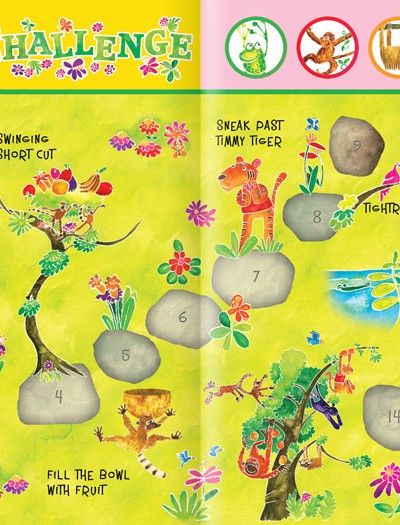 CHALLENGE
SWINGING
SHORT CUT
SNEAK PAST
TIMMY TIGER
9
8
TIGHTR
7
6
5
4
14
FILL THE BOWL
WITH FRUIT